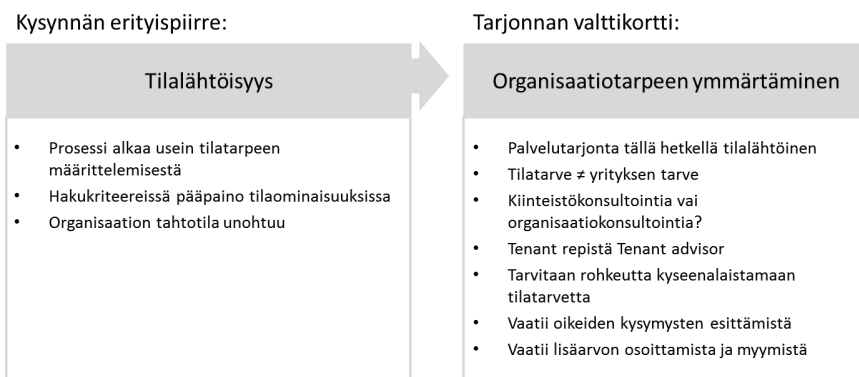 Kysynnän erityispiirre:
Tilalähtöisyys
• Prosessi alkaa usein tilatarpeen
määrittelemisestä
• Hakukriteereissä pääpaino tilaominaisuuksissa
• Organisaation tahtotila unohtuu
Tarjonnan valttikortti:
Organisaatiotarpeen ymmärtäminen
• Palvelutarjonta tällä hetkellä tilalähtöinen
• Tilatarve ≠ yrityksen tarve
• Kiinteistökonsultointia vai
organisaatiokonsultointia?
• Tenant repistä Tenant advisor
• Tarvitaan rohkeutta kyseenalaistamaan
tilatarvetta
• Vaatii oikeiden kysymysten esittämistä
• Vaatii lisäarvon osoittamista ja myymistä